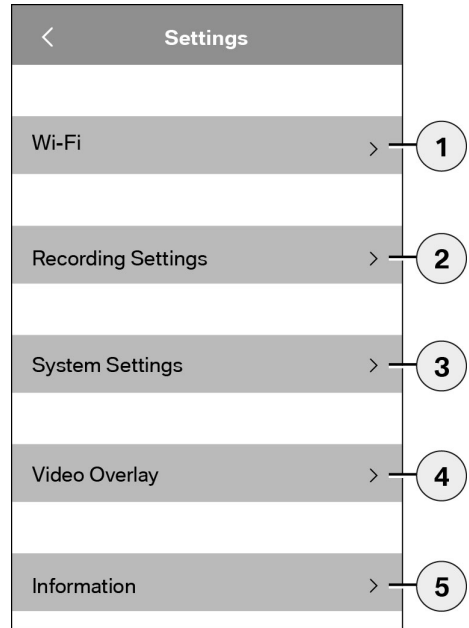 Settings
Wi-Fi
1
Recording Settings
2
System Settings
3
Video Overlay
4
Information
5